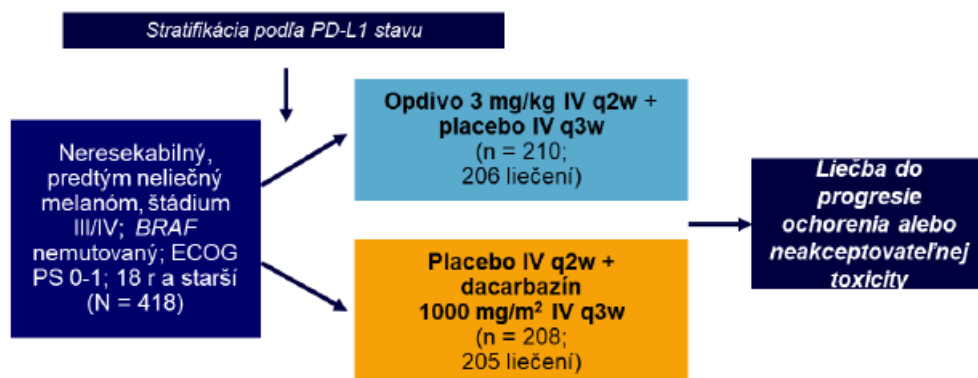 Stratifikácia podľa PD-L1 stavu
Neresekabilný,
predtým neliečný
melanóm, štádium
III/IV; BRAF
nemutovaný; ECOG
PS 0-1; 18 r a starší
(N = 418)
Opdivo 3 mg/kg IV q2w +
placebo IV q3w
(n = 210;
206 liečení)
Placebo IV q2w +
dacarbazín
1000 mg/m² IV q3w
(n = 208;
205 liečení)
Liečba do
progresie
ochorenia alebo
neakceptovateľnej
toxicity